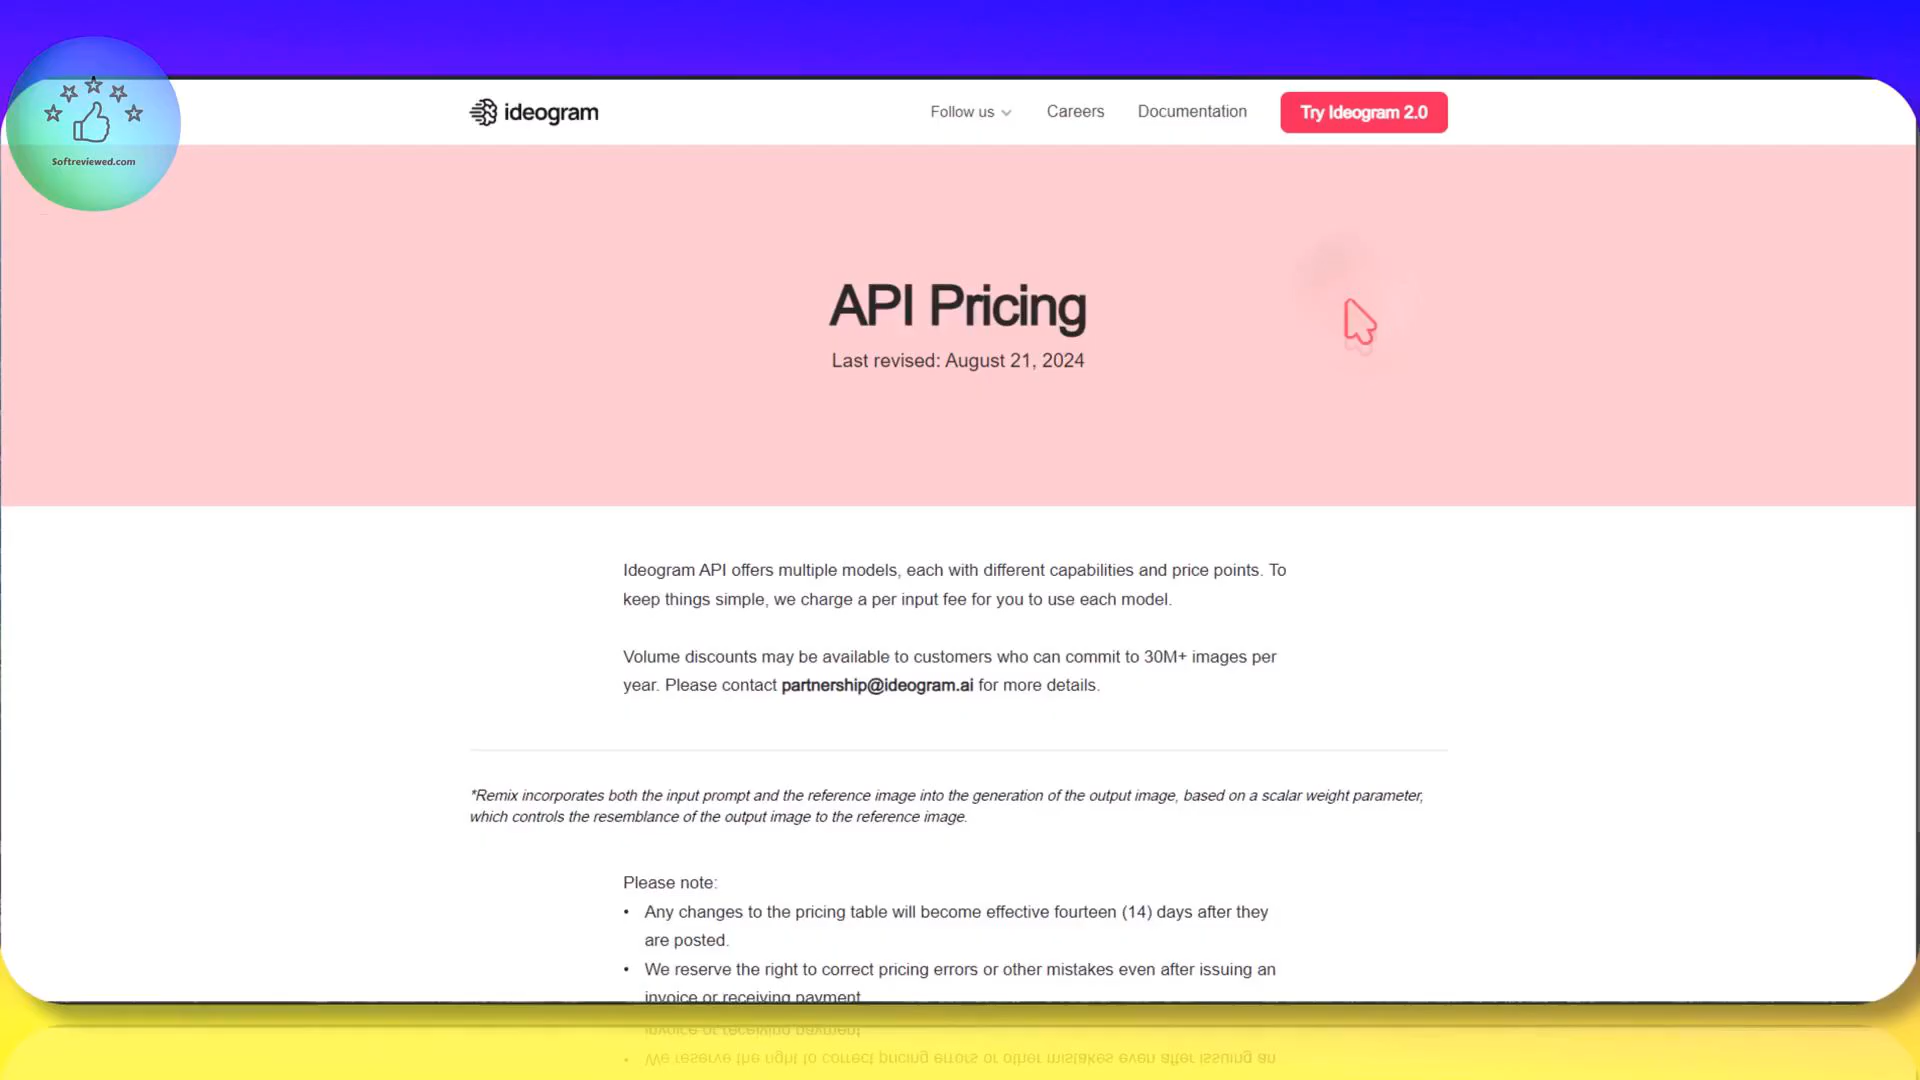 Softreviewed.com
ideogram
Follow us
Careers
Documentation
Try Ideogram 2.0
API Pricing
Last revised: August 21, 2024
Ideogram API offers multiple models, each with different capabilities and price points. To
keep things simple, we charge a per input fee for you to use each model.
Volume discounts may be available to customers who can commit to 30M+ images per
year. Please contact partnership@ideogram.ai for more details.
*Remix incorporates both the input prompt and the reference image into the generation of the output image, based on a scalar weight parameter,
which controls the resemblance of the output image to the reference image.
Please note:
• Any changes to the pricing table will become effective fourteen (14) days after they
are posted.
• We reserve the right to correct pricing errors or other mistakes even after issuing an
invoice or receiving payment